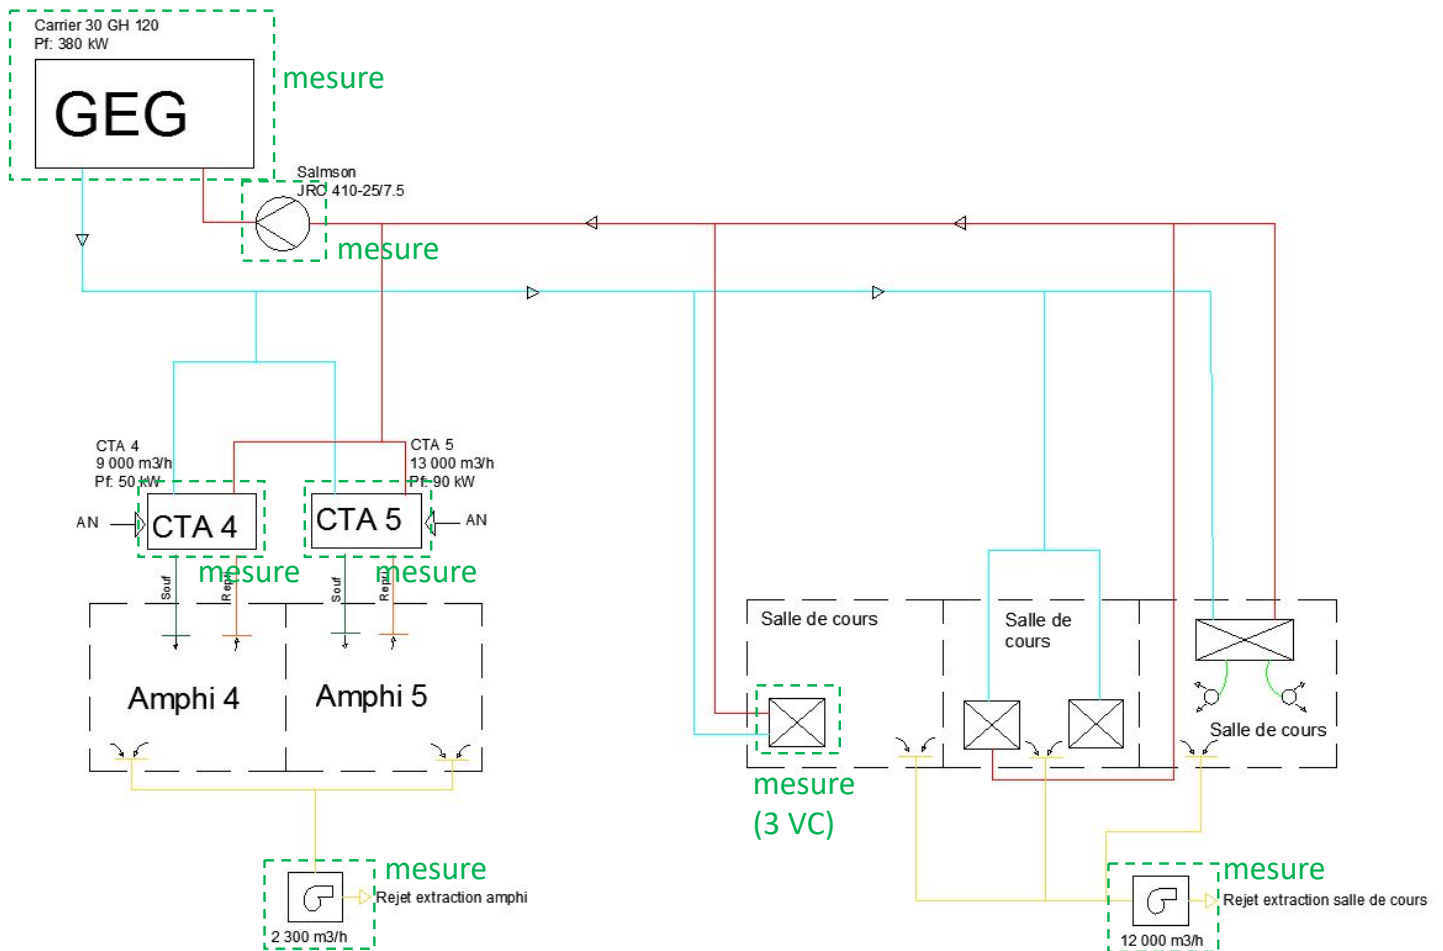 Carrier 30 GH 120
Pf: 380 kW
GEG
mesure
Salmson
JRC 410-25/7.5
mesure
CTA 4
9 000 m3/h
Pf: 50 kW
CTA 5
13 000 m3/h
Pf: 90 kW
AN
CTA 4
CTA 5
AN
mesure
mesure
Souf
Souf
Amphi 4
Amphi 5
Salle de cours
Salle de
cours
Salle de cours
mesure
(3 VC)
mesure
Rejet extraction amphi
2 300 m3/h
mesure
Rejet extraction salle de cours
12 000 m3/h